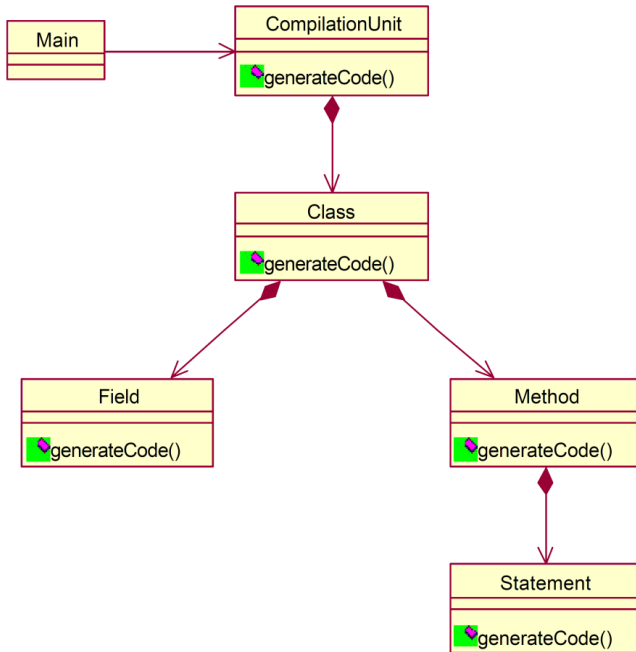 Main
CompilationUnit
generateCode()
Class
generateCode()
Field
generateCode()
Method
generateCode()
Statement
generateCode()